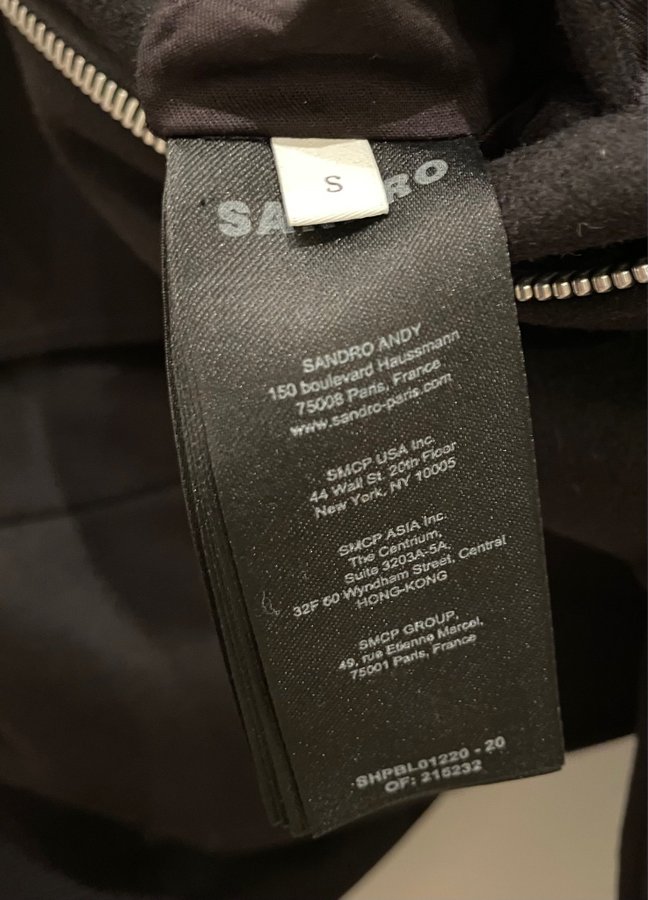 S
SANDRO
SANDRO ANDY
150 boulevard Haussmann
75008 Paris, France
www.sandro-paris.com
SMCP USA Inc.
44 Wall St. 20th Floor
New York, NY 10005
SMCP ASIA Inc.
The Centrium,
Suite 3203A-5A,
32F 60 Wyndham Street, Central
HONG-KONG
SMCP GROUP,
49, rue Etienne Marcel,
75001 Paris, France
SHPBL01220 - 20
OF: 215232